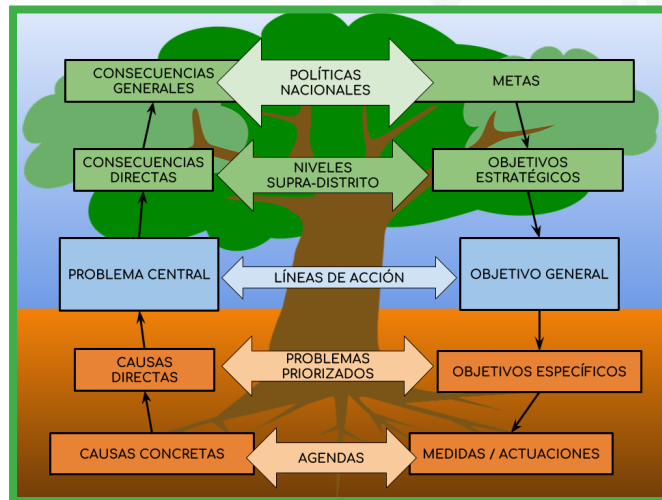 CONSECUENCIAS
GENERALES
POLÍTICAS
NACIONALES
METAS
CONSECUENCIAS
DIRECTAS
NIVELES
SUPRA-DISTRITO
OBJETIVOS
ESTRATÉGICOS
PROBLEMA CENTRAL
LÍNEAS DE ACCIÓN
OBJETIVO GENERAL
CAUSAS
DIRECTAS
PROBLEMAS
PRIORIZADOS
OBJETIVOS ESPECÍFICOS
CAUSAS CONCRETAS
AGENDAS
MEDIDAS / ACTUACIONES